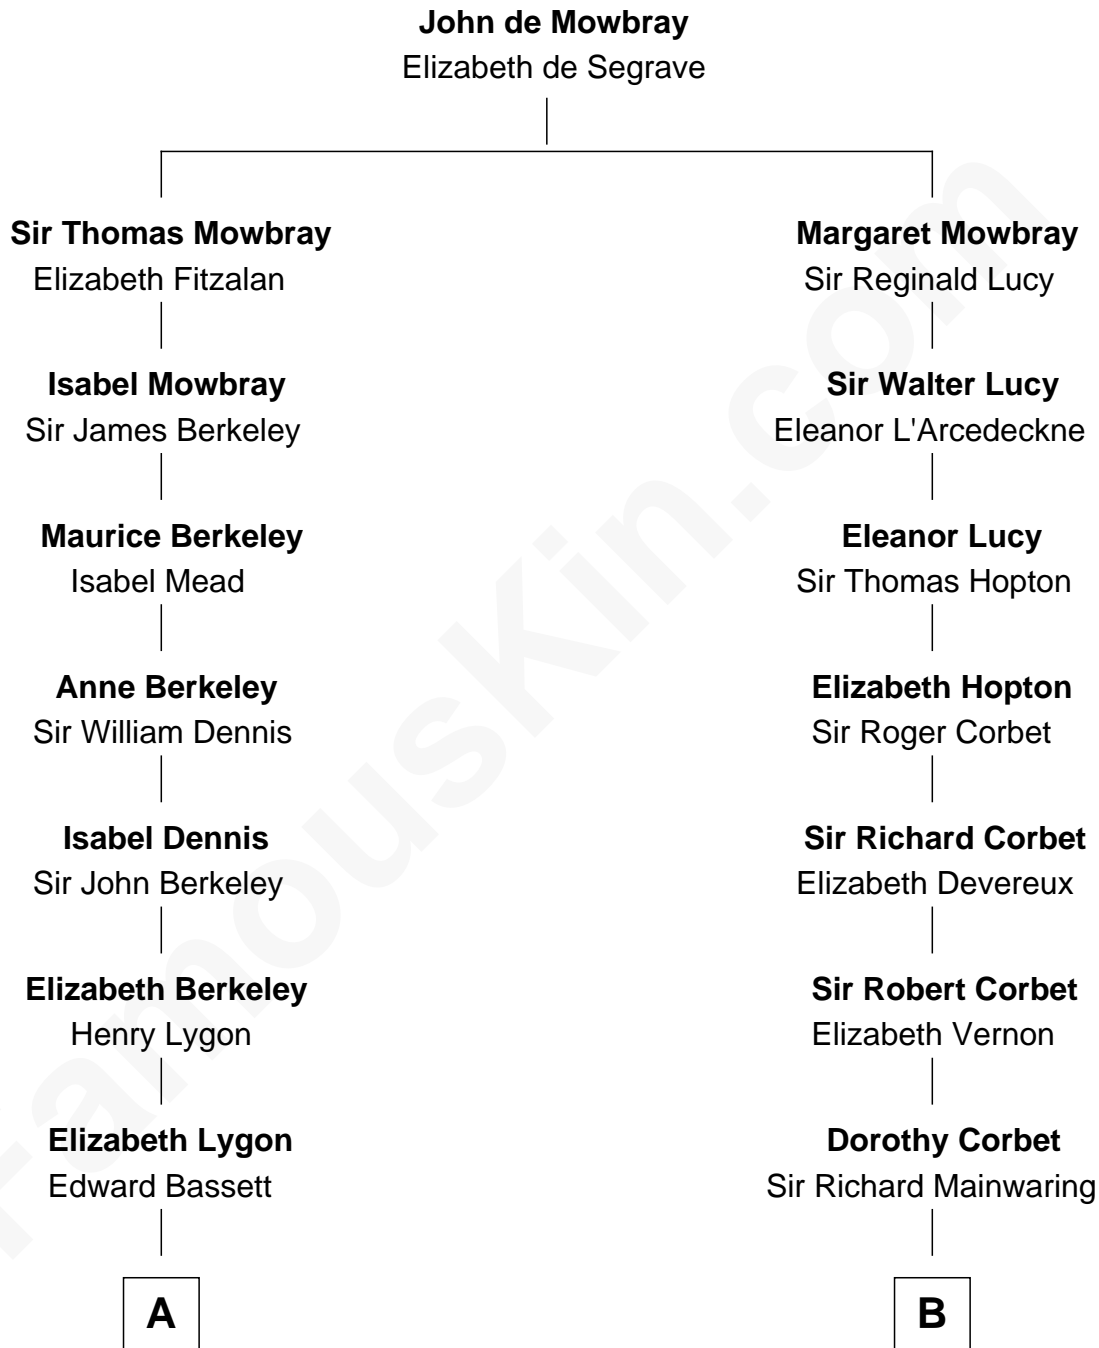 John de Mowbray
Elizabeth de Segrave
Sir Thomas Mowbray
Elizabeth Fitzalan
Margaret Mowbray
Sir Reginald Lucy
Isabel Mowbray
Sir James Berkeley
Sir Walter Lucy
Eleanor L'Arcedeckne
Maurice Berkeley
Isabel Mead
Eleanor Lucy
Sir Thomas Hopton
Anne Berkeley
Sir William Dennis
Elizabeth Hopton
Sir Roger Corbet
Isabel Dennis
Sir John Berkeley
Sir Richard Corbet
Elizabeth Devereux
Elizabeth Berkeley
Henry Lygon
Sir Robert Corbet
Elizabeth Vernon
Elizabeth Lygon
Edward Bassett
Dorothy Corbet
Sir Richard Mainwaring
A
B
FamousKin.com